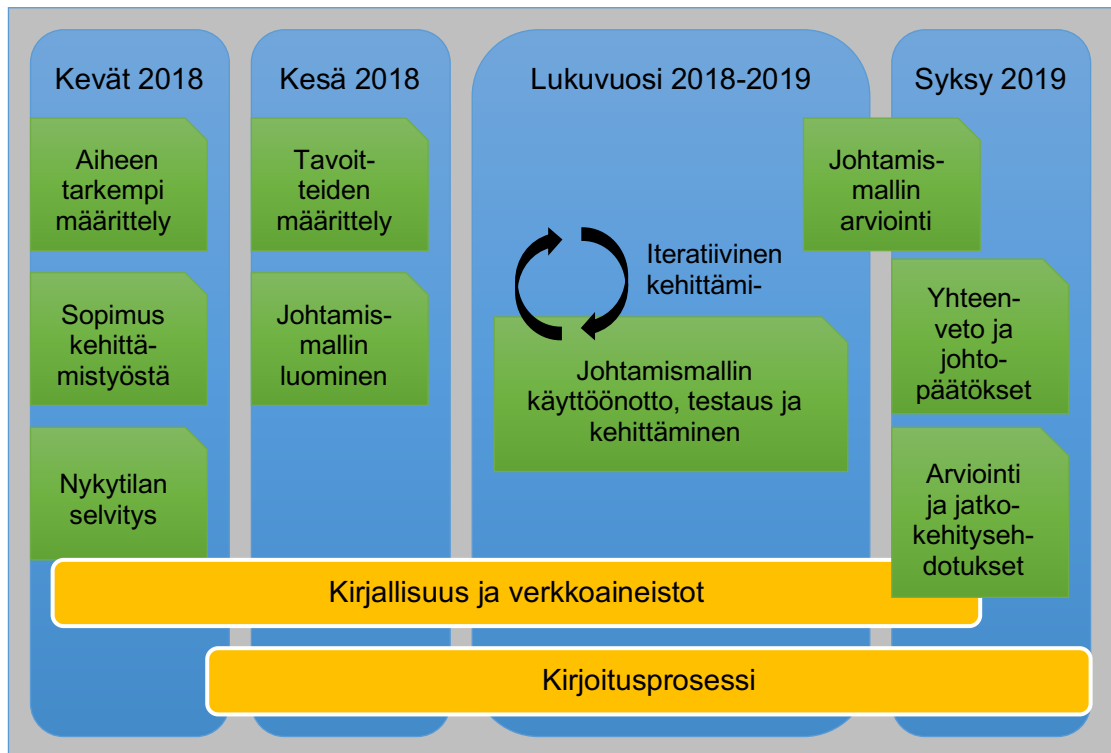 Kevät 2018
Aiheen
tarkempi
määrittely
Sopimus
kehittä-
mistyöstä
Nykytilan
selvitys
Kesä 2018
Tavoit-
teiden
määrittely
Johtamis-
mallin
luominen
Lukuvuosi 2018-2019
Iteratiivinen
kehittämi-
Johtamismallin
käyttöönotto, testaus ja
kehittäminen
Syksy 2019
Johtamis-
mallin
arviointi
Yhteen-
veto ja
johto-
päätökset
Arviointi
ja jatko-
kehityseh-
dotukset
Kirjallisuus ja verkkoaineistot
Kirjoitusprosessi